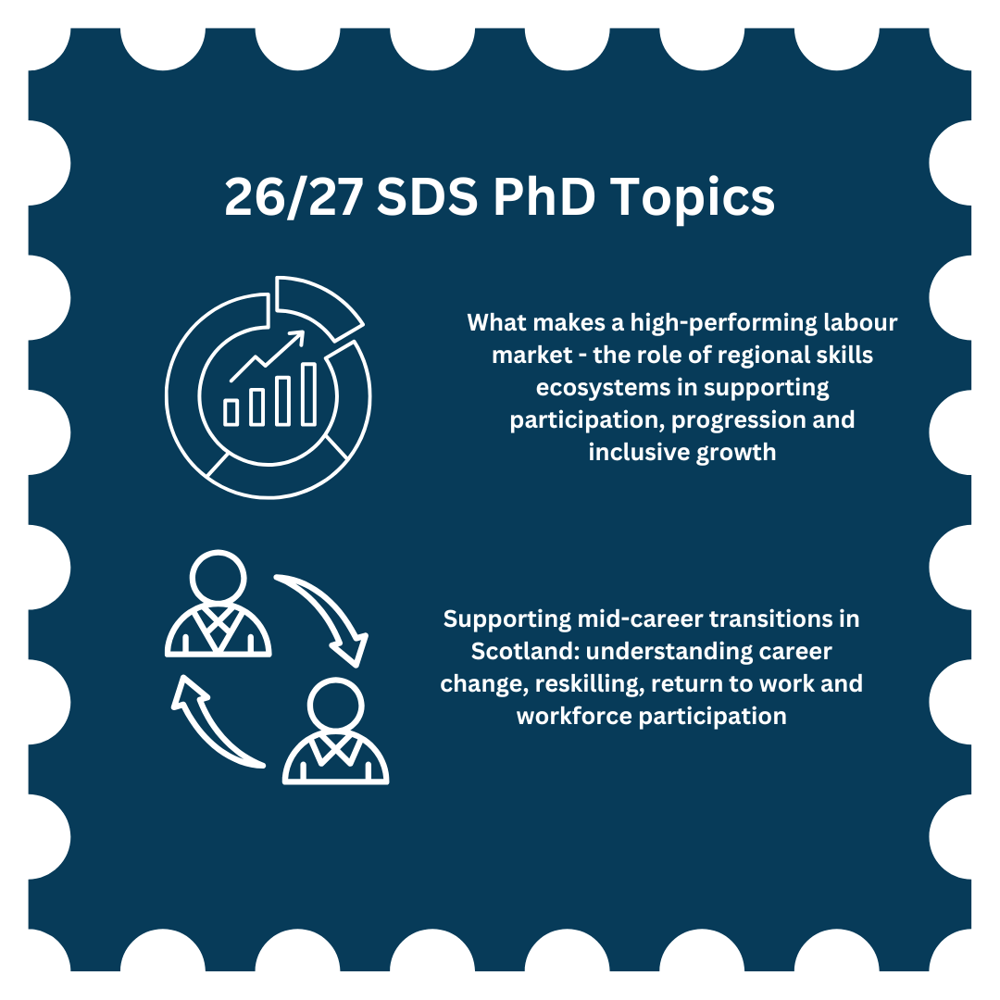 26/27 SDS PhD Topics
What makes a high-performing labour
market - the role of regional skills
ecosystems in supporting
participation, progression and
inclusive growth
Supporting mid-career transitions in
Scotland: understanding career
change, reskilling, return to work and
workforce participation